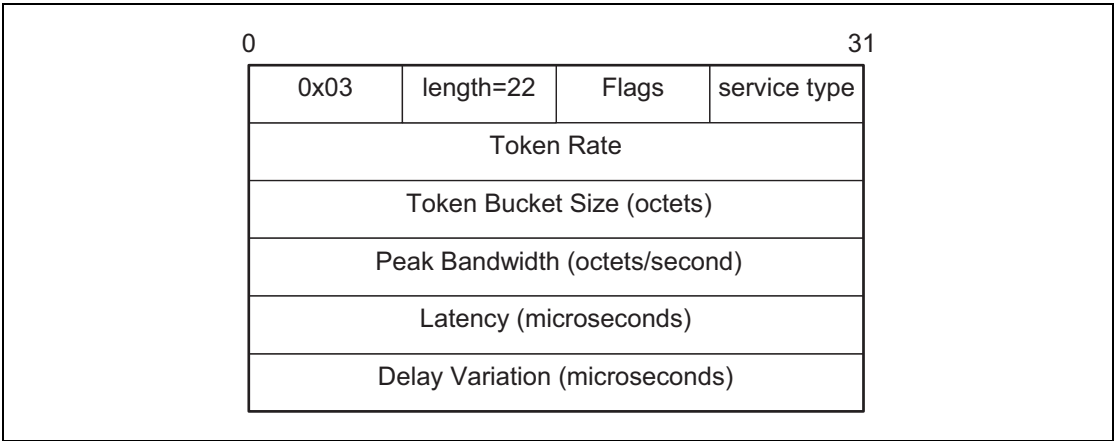 0 31
0x03 length=22 Flags service type
Token Rate
Token Bucket Size (octets)
Peak Bandwidth (octets/second)
Latency (microseconds)
Delay Variation (microseconds)